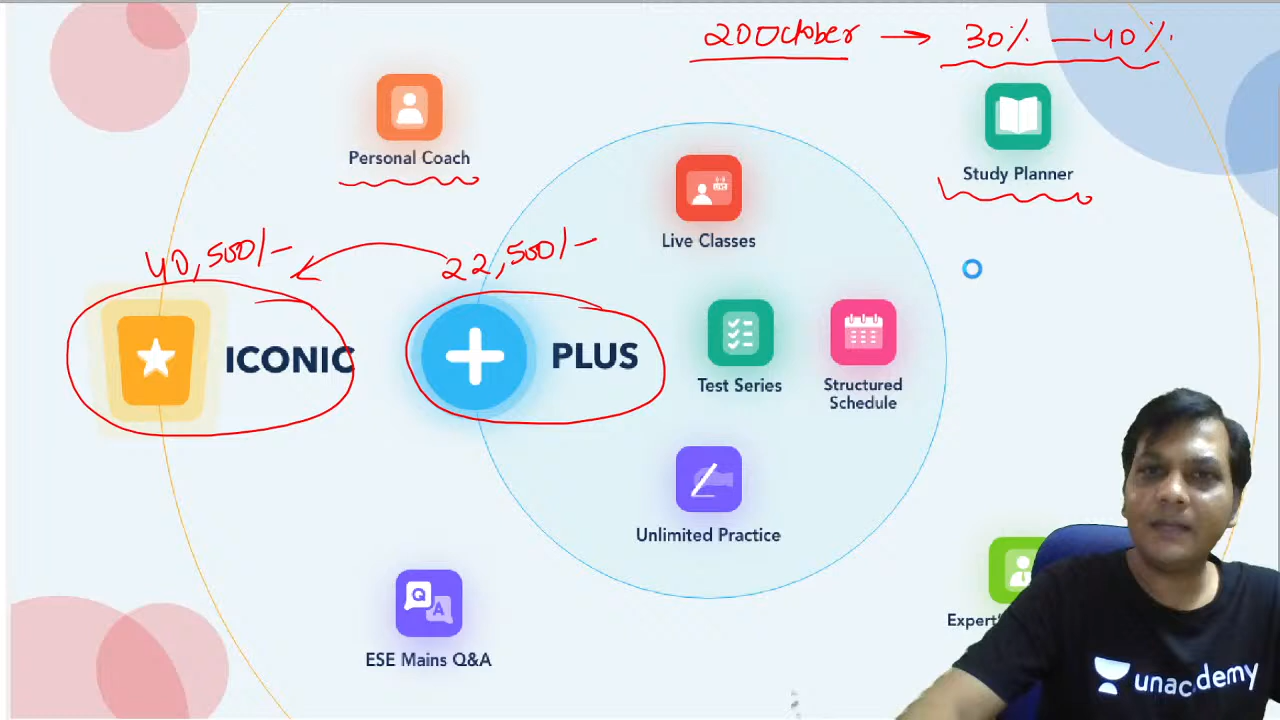 20 October → 30% — 40%
Personal Coach
Study Planner
Live Classes
40,500/-
22,500/-
ICONIC
PLUS
Test Series
Structured
Schedule
Unlimited Practice
ESE Mains Q&A
Q
A
Expert'
unacademy